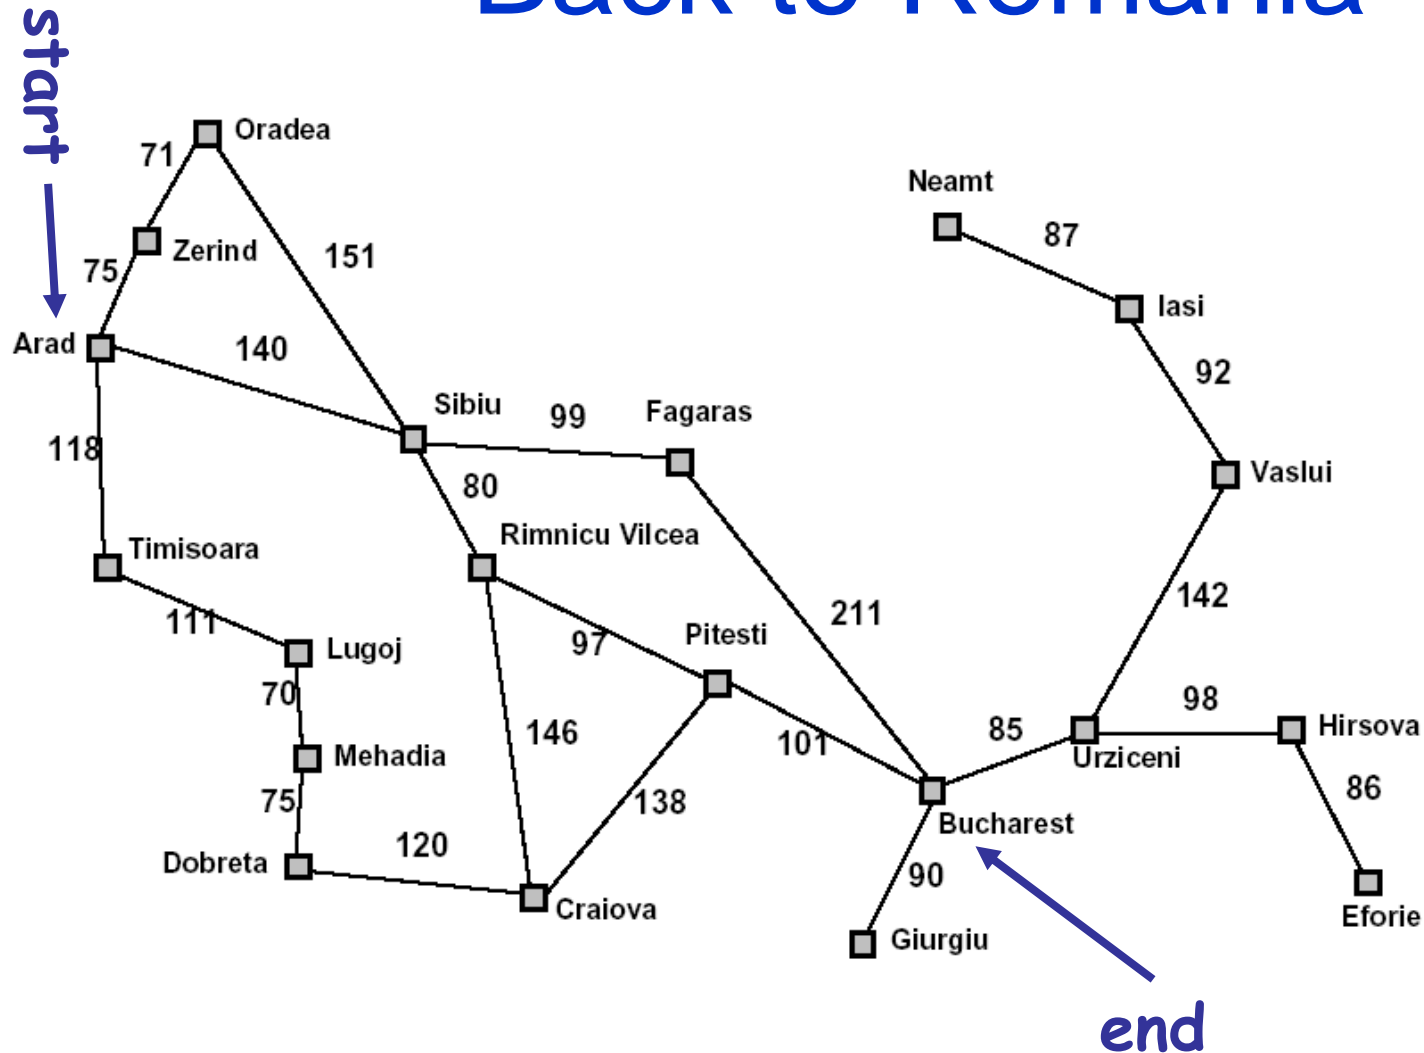 Back to Romania
start
Oradea
71
Neamt
87
Zerind
151
75
Iasi
Arad
140
92
Sibiu
99
Fagaras
118
80
Vaslui
Rimnicu Vilcea
Timisoara
142
111
211
Pitesti
97
Lugoj
70
98
146
101
85
Hirsova
Mehadia
Urziceni
86
75
138
Bucharest
120
Dobreta
90
Craiova
Eforie
Giurgiu
end